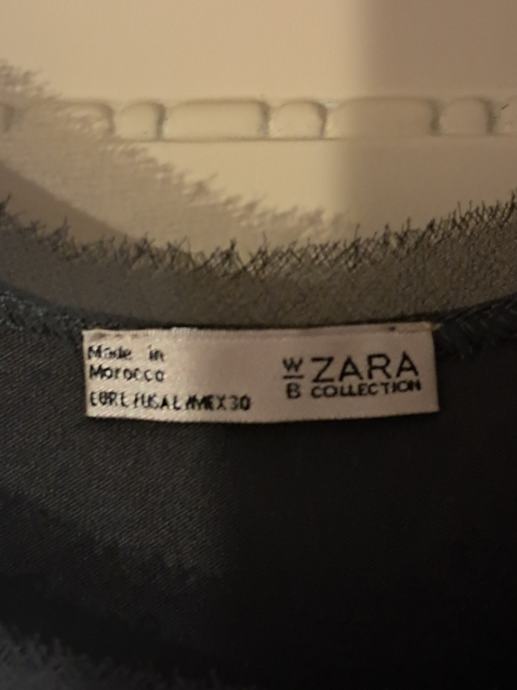 Made in
Morocco
EUR L / USA L / MEX 30
W
B
ZARA
COLLECTION